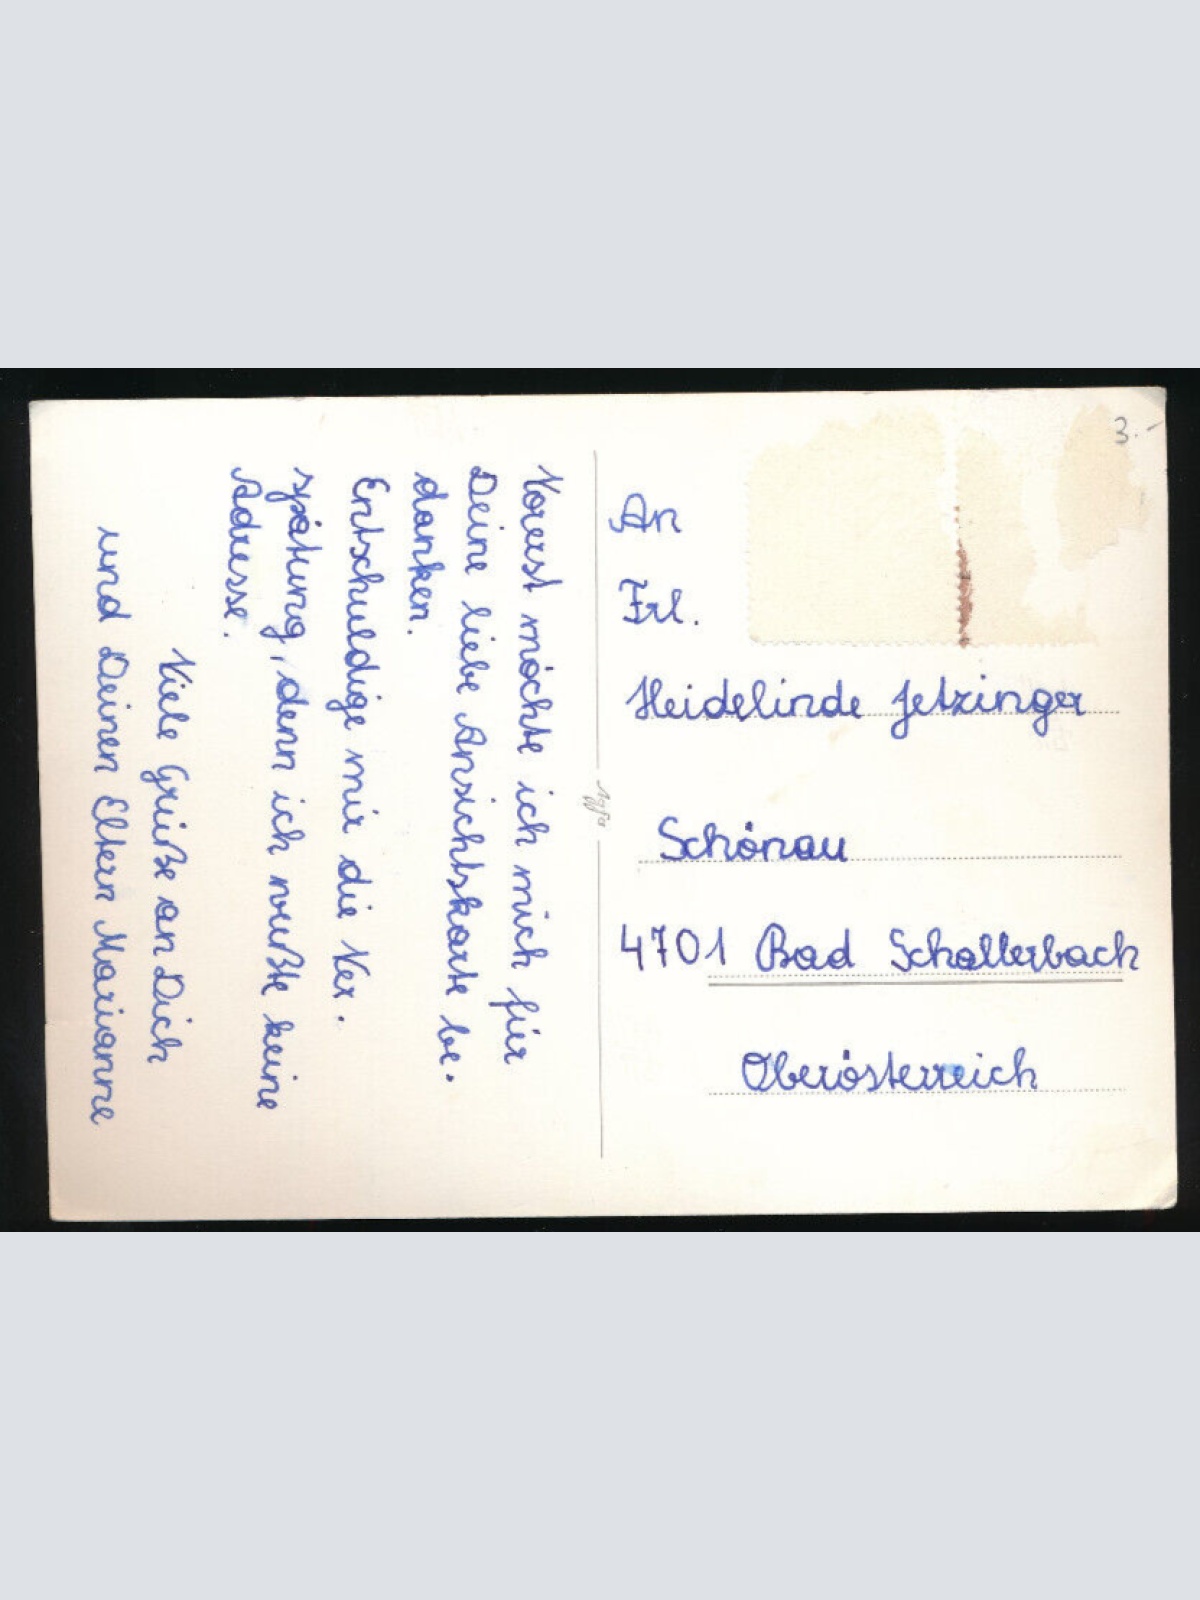 Vorerst möchte ich mich für
Deine liebe Ansichtskarte be.
danken.
Entschuldige mir die Ver.
spätung, denn ich wußte keine
Adresse.
Viele Grüße an Dich
und Deinen Eltern Marianne
3.-
An
Frl.
Heidelinde Jetzinger
Schönau
4701 Bad Schallerbach
Oberösterreich